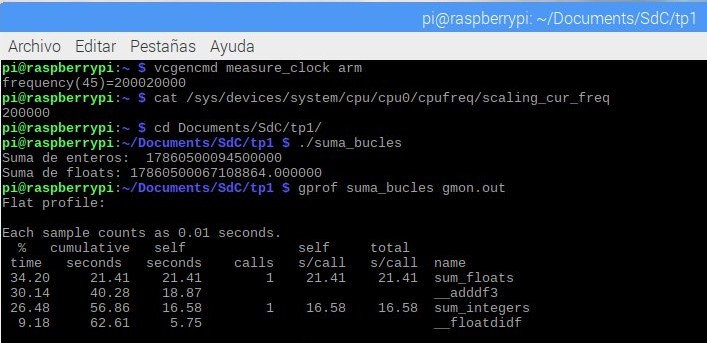 pi@raspberrypi: ~/Documents/SdC/tp1
Archivo Editar Pestañas Ayuda
pi@raspberrypi:~ $ vcgencmd measure_clock arm
frequency(45)=200020000
pi@raspberrypi:~ $ cat /sys/devices/system/cpu/cpu0/cpufreq/scaling_cur_freq
200000
pi@raspberrypi:~ $ cd Documents/SdC/tp1/
pi@raspberrypi:~/Documents/SdC/tp1 $ ./suma_bucles
Suma de enteros:  17860500094500000
Suma de floats: 17860500067108864.000000
pi@raspberrypi:~/Documents/SdC/tp1 $ gprof suma_bucles gmon.out
Flat profile:
Each sample counts as 0.01 seconds.
  %   cumulative   self              self     total
 time   seconds   seconds    calls   s/call   s/call  name
 34.20     21.41    21.41        1    21.41    21.41  sum_floats
 30.14     40.28    18.87                             __adddf3
 26.48     56.86    16.58        1    16.58    16.58  sum_integers
  9.18     62.61     5.75                             __floatdidf